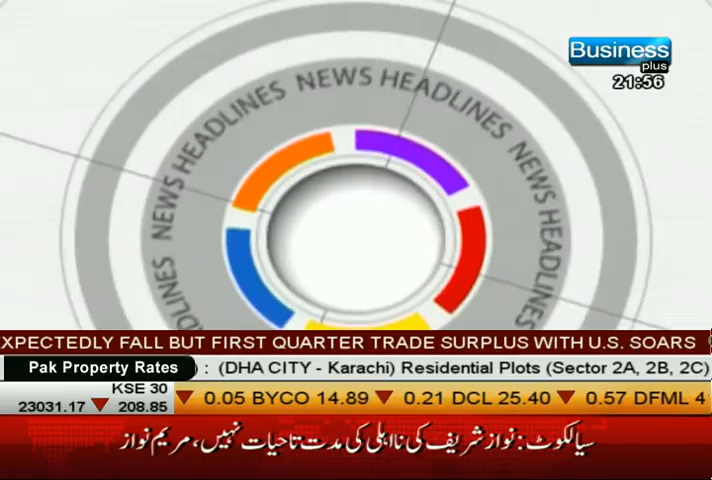 Business
plus
21:56
NEWS HEADLINES NEWS HEADLINES NEWS HEADLINES
DLINES
XPECTEDLY FALL BUT FIRST QUARTER TRADE SURPLUS WITH U.S. SOARS
Pak Property Rates : (DHA CITY - Karachi) Residential Plots (Sector 2A, 2B, 2C)
KSE 30
23031.17 ▼ 208.85 ▼ 0.05 BYCO 14.89 ▼ 0.21 DCL 25.40 ▼ 0.57 DFML 4
سیالکوٹ: نواز شریف کی نااہلی کی مدت تاحیات نہیں، مریم نواز